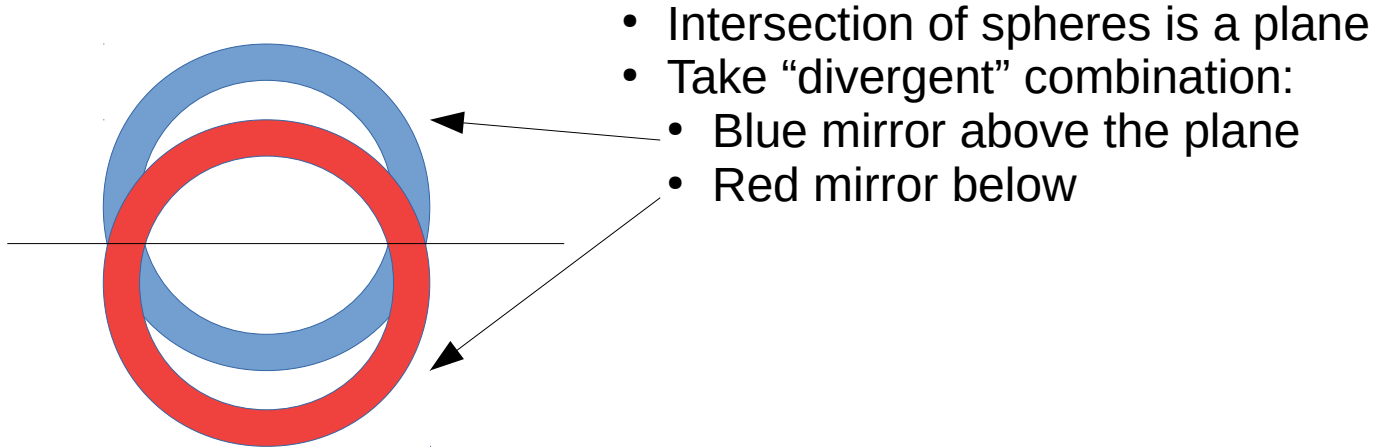 • Intersection of spheres is a plane
• Take “divergent” combination:
• Blue mirror above the plane
• Red mirror below